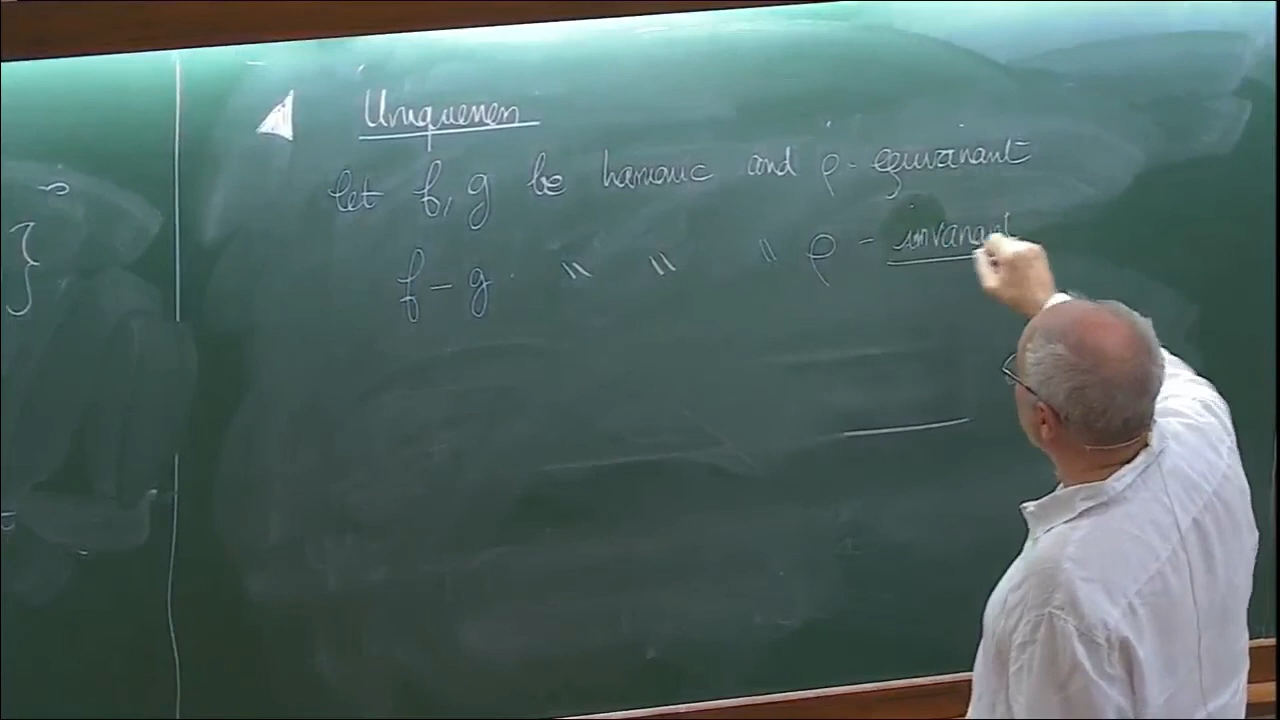 Uniqueness
let f, g be harmonic and ρ-equivariant
f - g " " " ρ - invariant